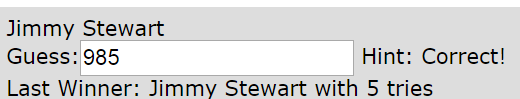 Jimmy Stewart
Guess: 985 Hint: Correct!
Last Winner: Jimmy Stewart with 5 tries